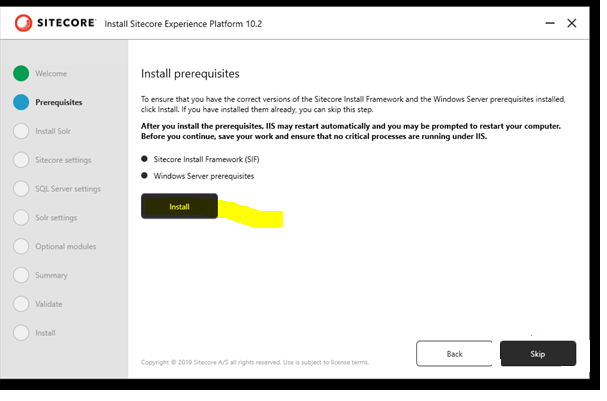 SITECORE Install Sitecore Experience Platform 10.2
Welcome
Prerequisites
Install Solr
Sitecore settings
SQL Server settings
Solr settings
Optional modules
Summary
Validate
Install
Install prerequisites
To ensure that you have the correct versions of the Sitecore Install Framework and the Windows Server prerequisites installed,
click Install. If you have installed them already, you can skip this step.
After you install the prerequisites, IIS may restart automatically and you may be prompted to restart your computer.
Before you continue, save your work and ensure that no critical processes are running under IIS.
Sitecore Install Framework (SIF)
Windows Server prerequisites
Install
Back
Skip
Copyright © 2019 Sitecore A/S all rights reserved. Use is subject to license terms.